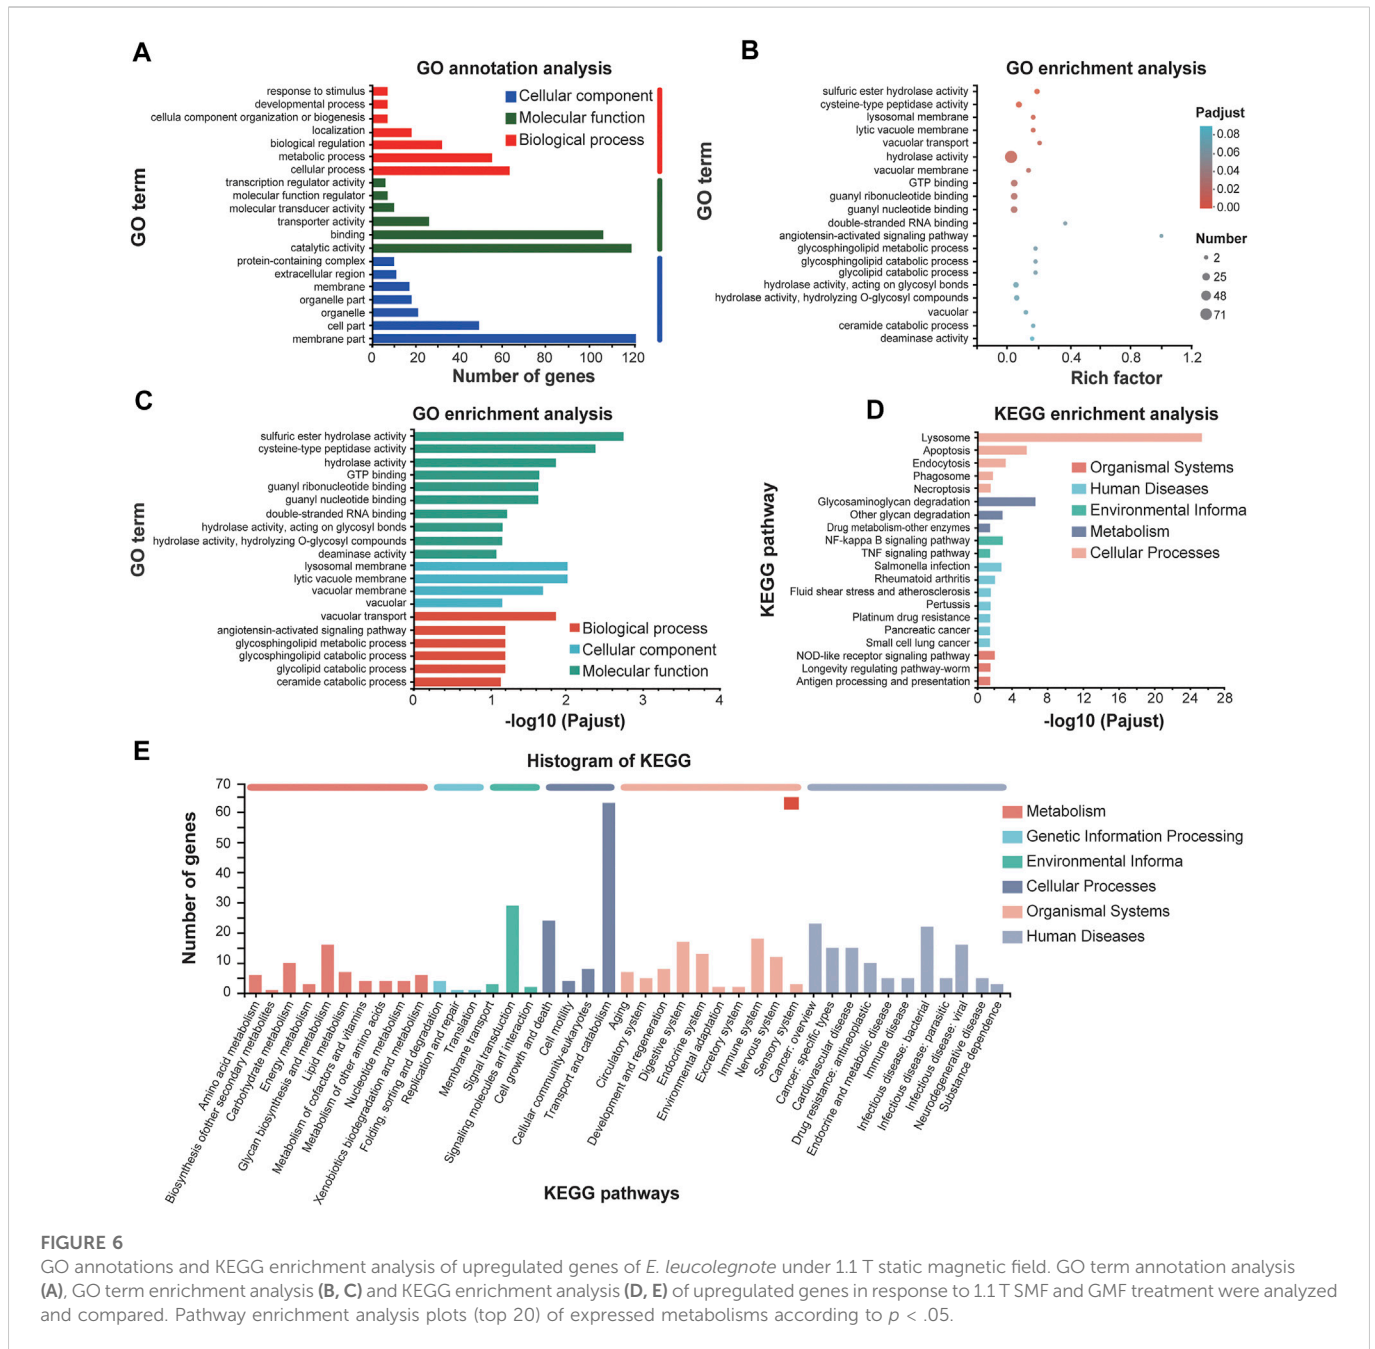 A
GO annotation analysis
GO term
response to stimulus
developmental process
cellula component organization or biogenesis
localization
biological regulation
metabolic process
cellular process
transcription regulator activity
molecular function regulator
molecular transducer activity
transporter activity
binding
catalytic activity
protein-containing complex
extracellular region
membrane
organelle part
organelle
cell part
membrane part
Cellular component
Molecular function
Biological process
GO term
0 20 40 60 80 100 120
Number of genes
B
GO enrichment analysis
GO term
sulfuric ester hydrolase activity
cysteine-type peptidase activity
lysosomal membrane
lytic vacuole membrane
vacuolar transport
hydrolase activity
vacuolar membrane
GTP binding
guanyl ribonucleotide binding
guanyl nucleotide binding
double-stranded RNA binding
angiotensin-activated signaling pathway
glycosphingolipid metabolic process
glycosphingolipid catabolic process
glycolipid catabolic process
hydrolase activity, acting on glycosyl bonds
hydrolase activity, hydrolyzing O-glycosyl compounds
vacuolar
ceramide catabolic process
deaminase activity
0.0 0.4 0.8 1.2
Rich factor
Padjust
0.08
0.06
0.04
0.02
0.00
Number
2
25
48
71
C
GO enrichment analysis
GO term
sulfuric ester hydrolase activity
cysteine-type peptidase activity
hydrolase activity
GTP binding
guanyl ribonucleotide binding
guanyl nucleotide binding
double-stranded RNA binding
hydrolase activity, acting on glycosyl bonds
hydrolase activity, hydrolyzing O-glycosyl compounds
deaminase activity
lysosomal membrane
lytic vacuole membrane
vacuolar membrane
vacuolar
vacuolar transport
angiotensin-activated signaling pathway
glycosphingolipid metabolic process
glycosphingolipid catabolic process
glycolipid catabolic process
ceramide catabolic process
Biological process
Cellular component
Molecular function
0 1 2 3 4
-log10 (Pajust)
D
KEGG enrichment analysis
KEGG pathway
Lysosome
Apoptosis
Endocytosis
Phagosome
Necroptosis
Glycosaminoglycan degradation
Other glycan degradation
Drug metabolism-other enzymes
NF-kappa B signaling pathway
TNF signaling pathway
Salmonella infection
Rheumatoid arthritis
Fluid shear stress and atherosclerosis
Pertussis
Platinum drug resistance
Pancreatic cancer
Small cell lung cancer
NOD-like receptor signaling pathway
Longevity regulating pathway-worm
Antigen processing and presentation
Organismal Systems
Human Diseases
Environmental Informa
Metabolism
Cellular Processes
0 4 8 12 16 20 24 28
-log10 (Pajust)
E
Histogram of KEGG
Number of genes
70
60
50
40
30
20
10
0
Amino acid metabolism
Biosynthesis ofother secondary metabolites
Carbohydrate metabolism
Energy metabolism
Glycan biosynthesis and metabolism
Lipid metabolism
Metabolism of cofactors and vitamins
Metabolism of other amino acids
Nucleotide metabolism
Xenobiotics biodegradation and metabolism
Folding, sorting and degradation
Replication and repair
Translation
Membrane transport
Signal transduction
Signaling molecules anf interaction
Cell growth and death
Cell motility
Cellular community-eukaryotes
Transport and catabolism
Aging
Circulatory system
Development and regeneration
Digestive system
Endocrine system
Environmental adaptation
Excretory system
Immune system
Nervous system
Sensory system
Cancer: overview
Cancer: specific types
Cardiovascular disease
Drug resistance: antineoplastic
Endocrine and metabolic disease
Immune disease
Infectious disease: bacterial
Infectious disease: parasitic
Infectious disease: viral
Neurodegenerative disease
Substance dependence
Metabolism
Genetic Information Processing
Environmental Informa
Cellular Processes
Organismal Systems
Human Diseases
KEGG pathways
FIGURE 6
GO annotations and KEGG enrichment analysis of upregulated genes of E. leucolegnote under 1.1 T static magnetic field. GO term annotation analysis
(A), GO term enrichment analysis (B, C) and KEGG enrichment analysis (D, E) of upregulated genes in response to 1.1 T SMF and GMF treatment were analyzed
and compared. Pathway enrichment analysis plots (top 20) of expressed metabolisms according to p < .05.